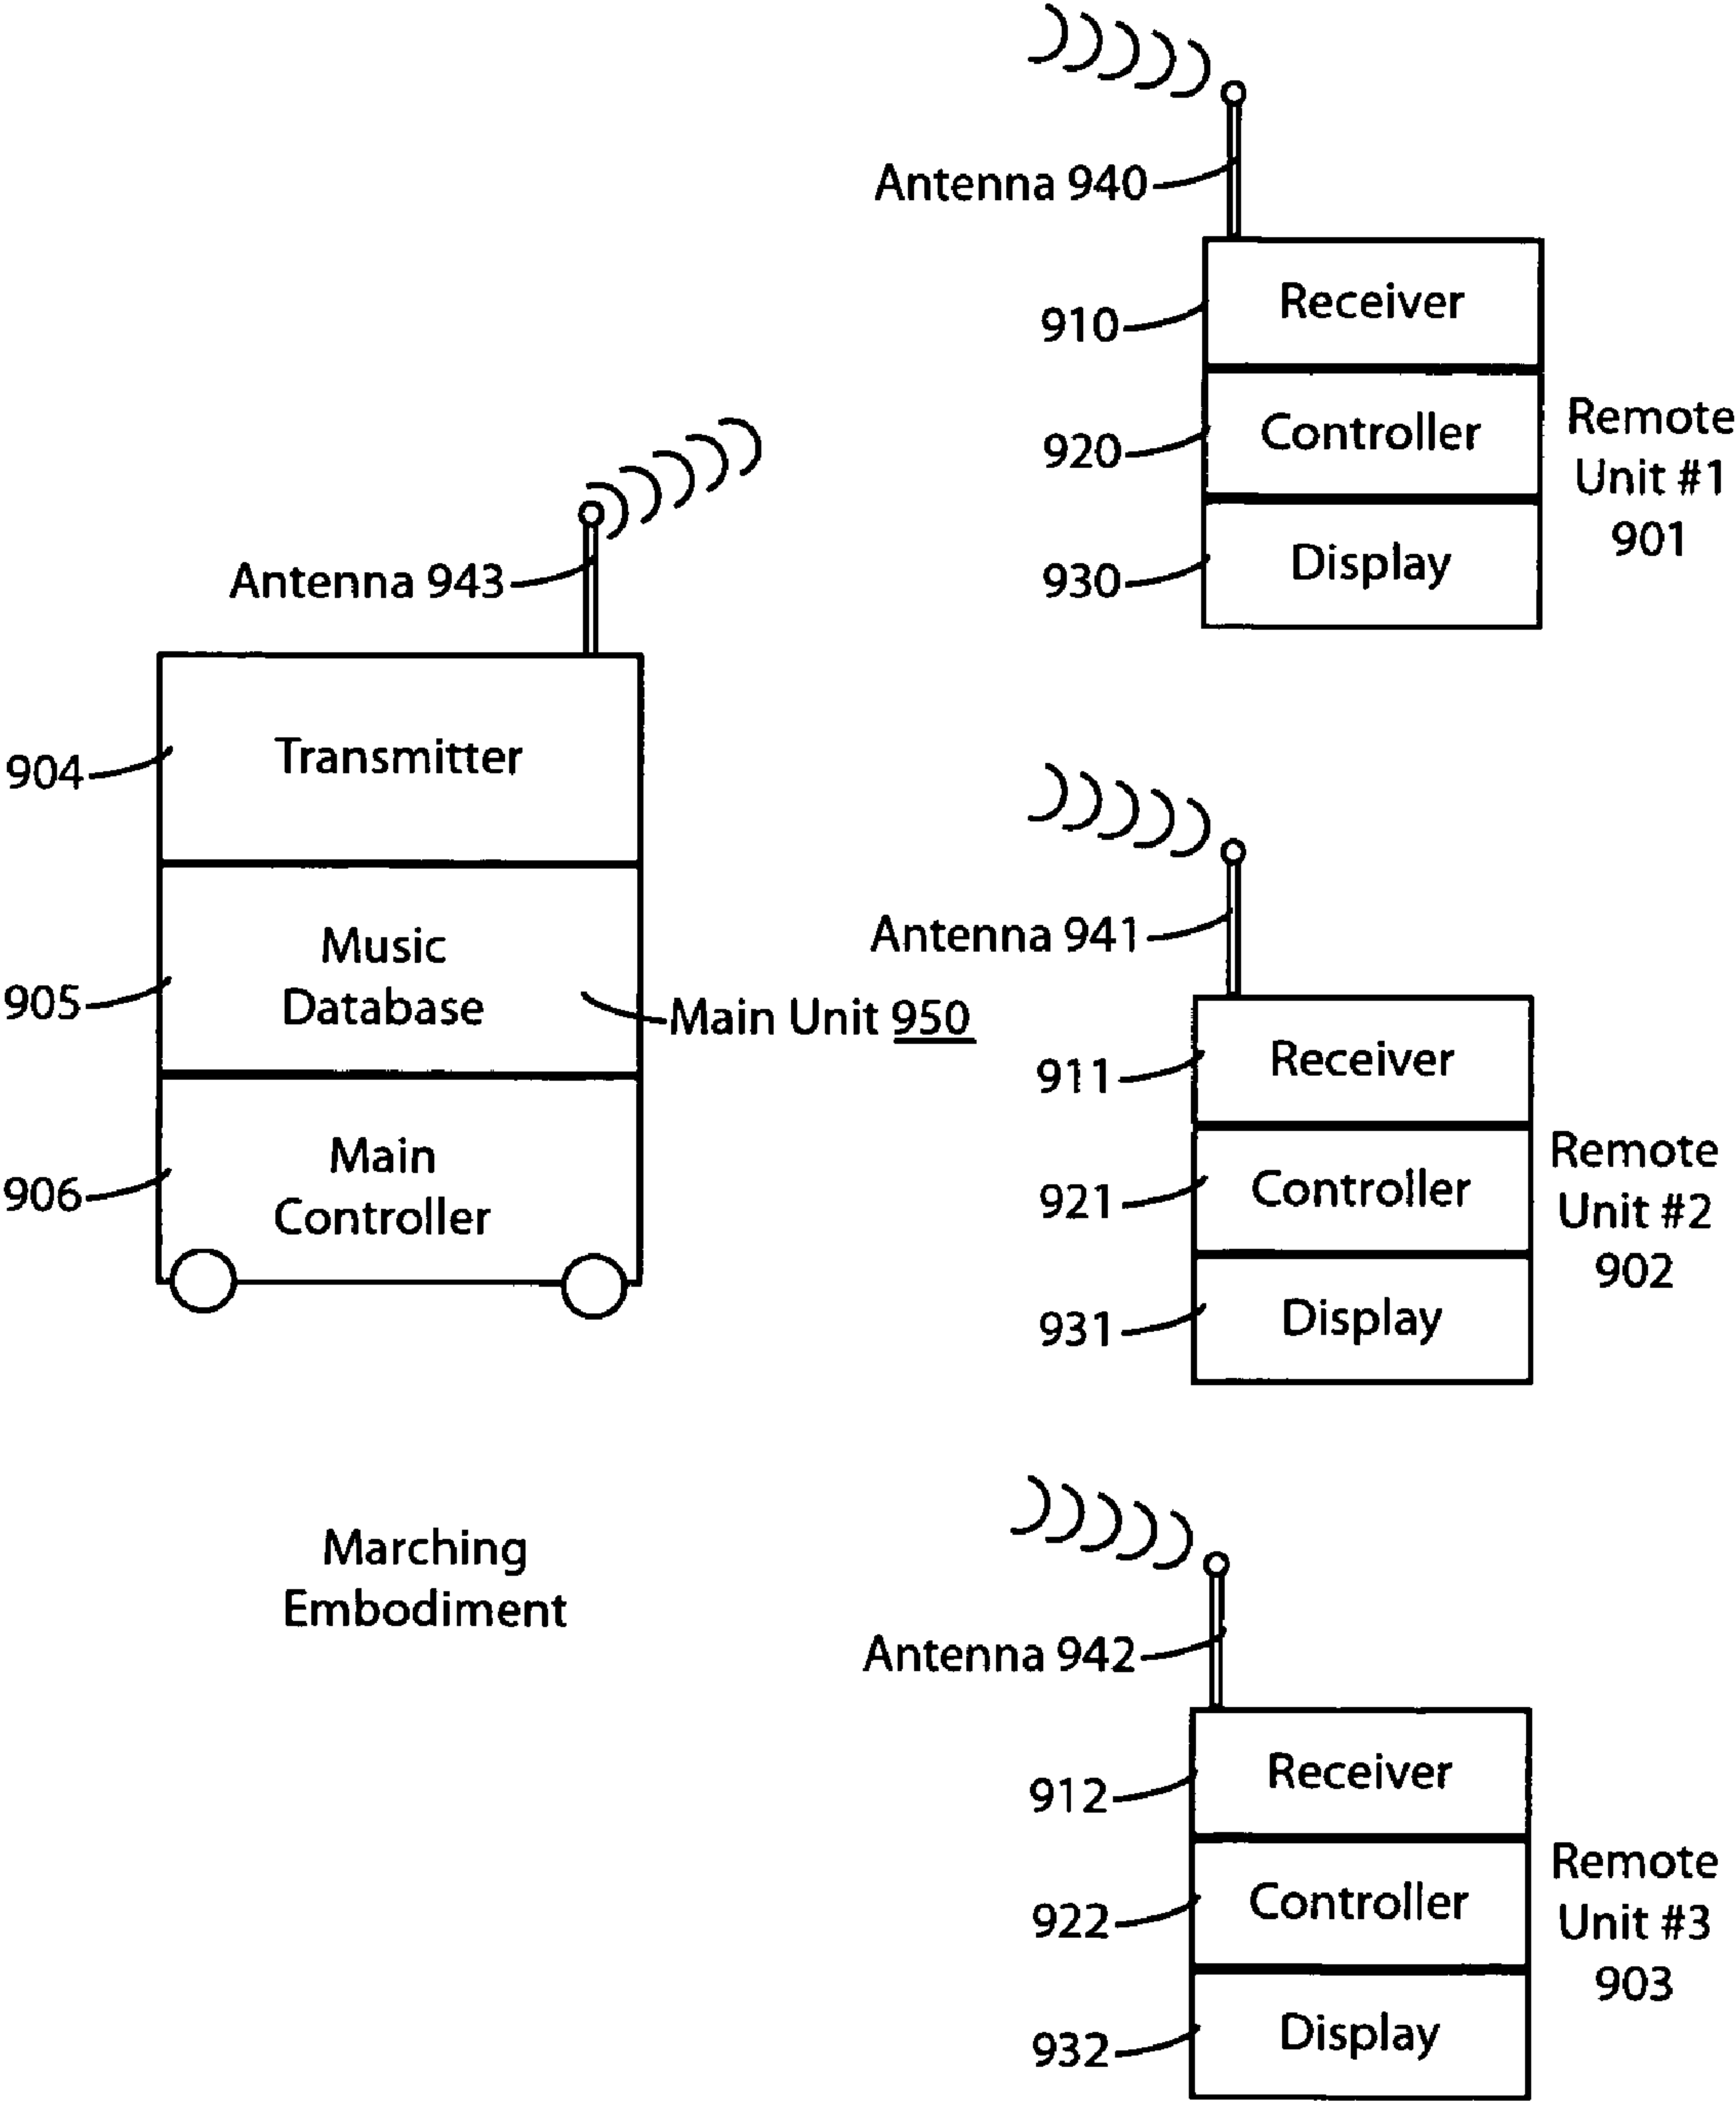 Antenna 940
Receiver
910
Controller
920
Display
930
Remote
Unit #1
901
Antenna 943
Transmitter
904
Music
Database
905
Main Unit 950
Main
Controller
906
Antenna 941
Receiver
911
Controller
921
Display
931
Remote
Unit #2
902
Marching
Embodiment
Antenna 942
Receiver
912
Controller
922
Display
932
Remote
Unit #3
903